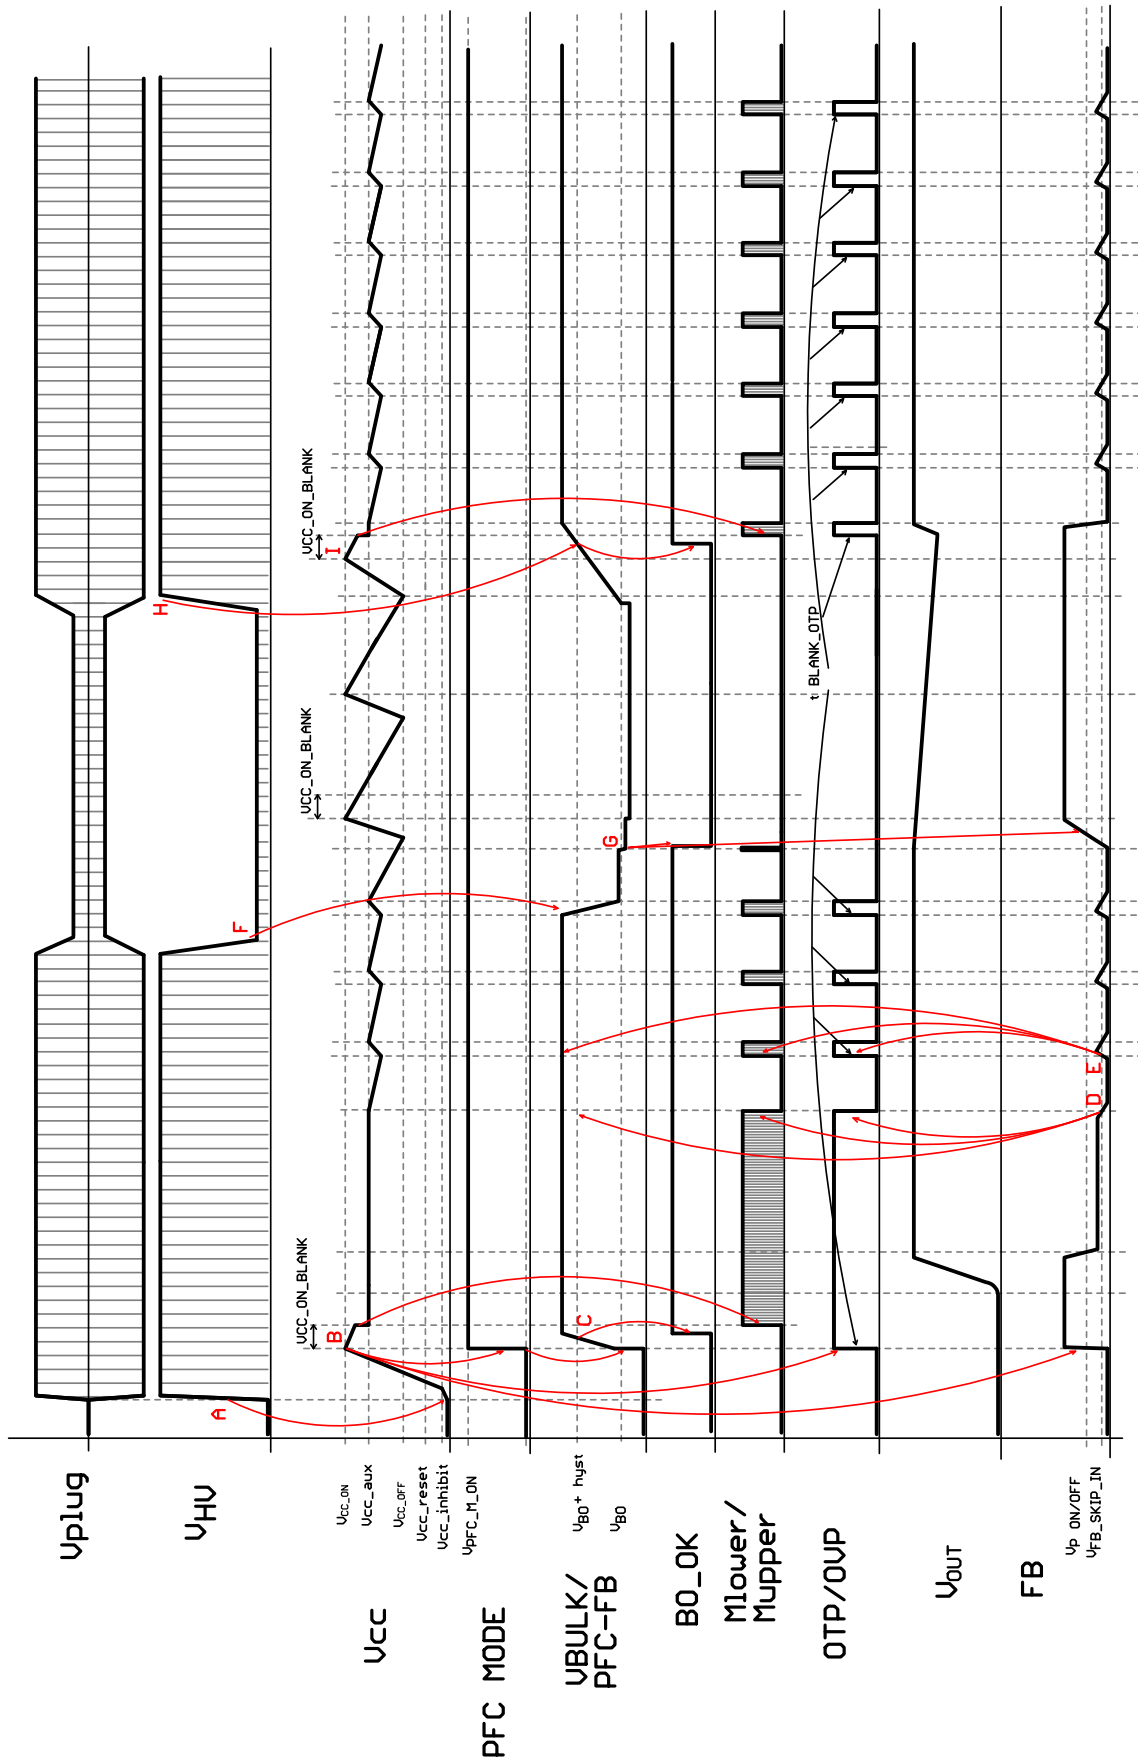 Vplug
VHV
VCC_ON
Vcc_aux
VCC_OFF
Vcc_reset
Vcc_inhibit
Vcc
VPFC_M_ON
PFC MODE
VBO+ hyst
VBO
VBULK/
PFC-FB
BO_OK
Mlower/
Mupper
OTP/OVP
VOUT
FB
VP ON/OFF
VFB_SKIP_IN
A
B
C
D
E
F
G
H
I
VCC_ON_BLANK
VCC_ON_BLANK
VCC_ON_BLANK
t BLANK_OTP